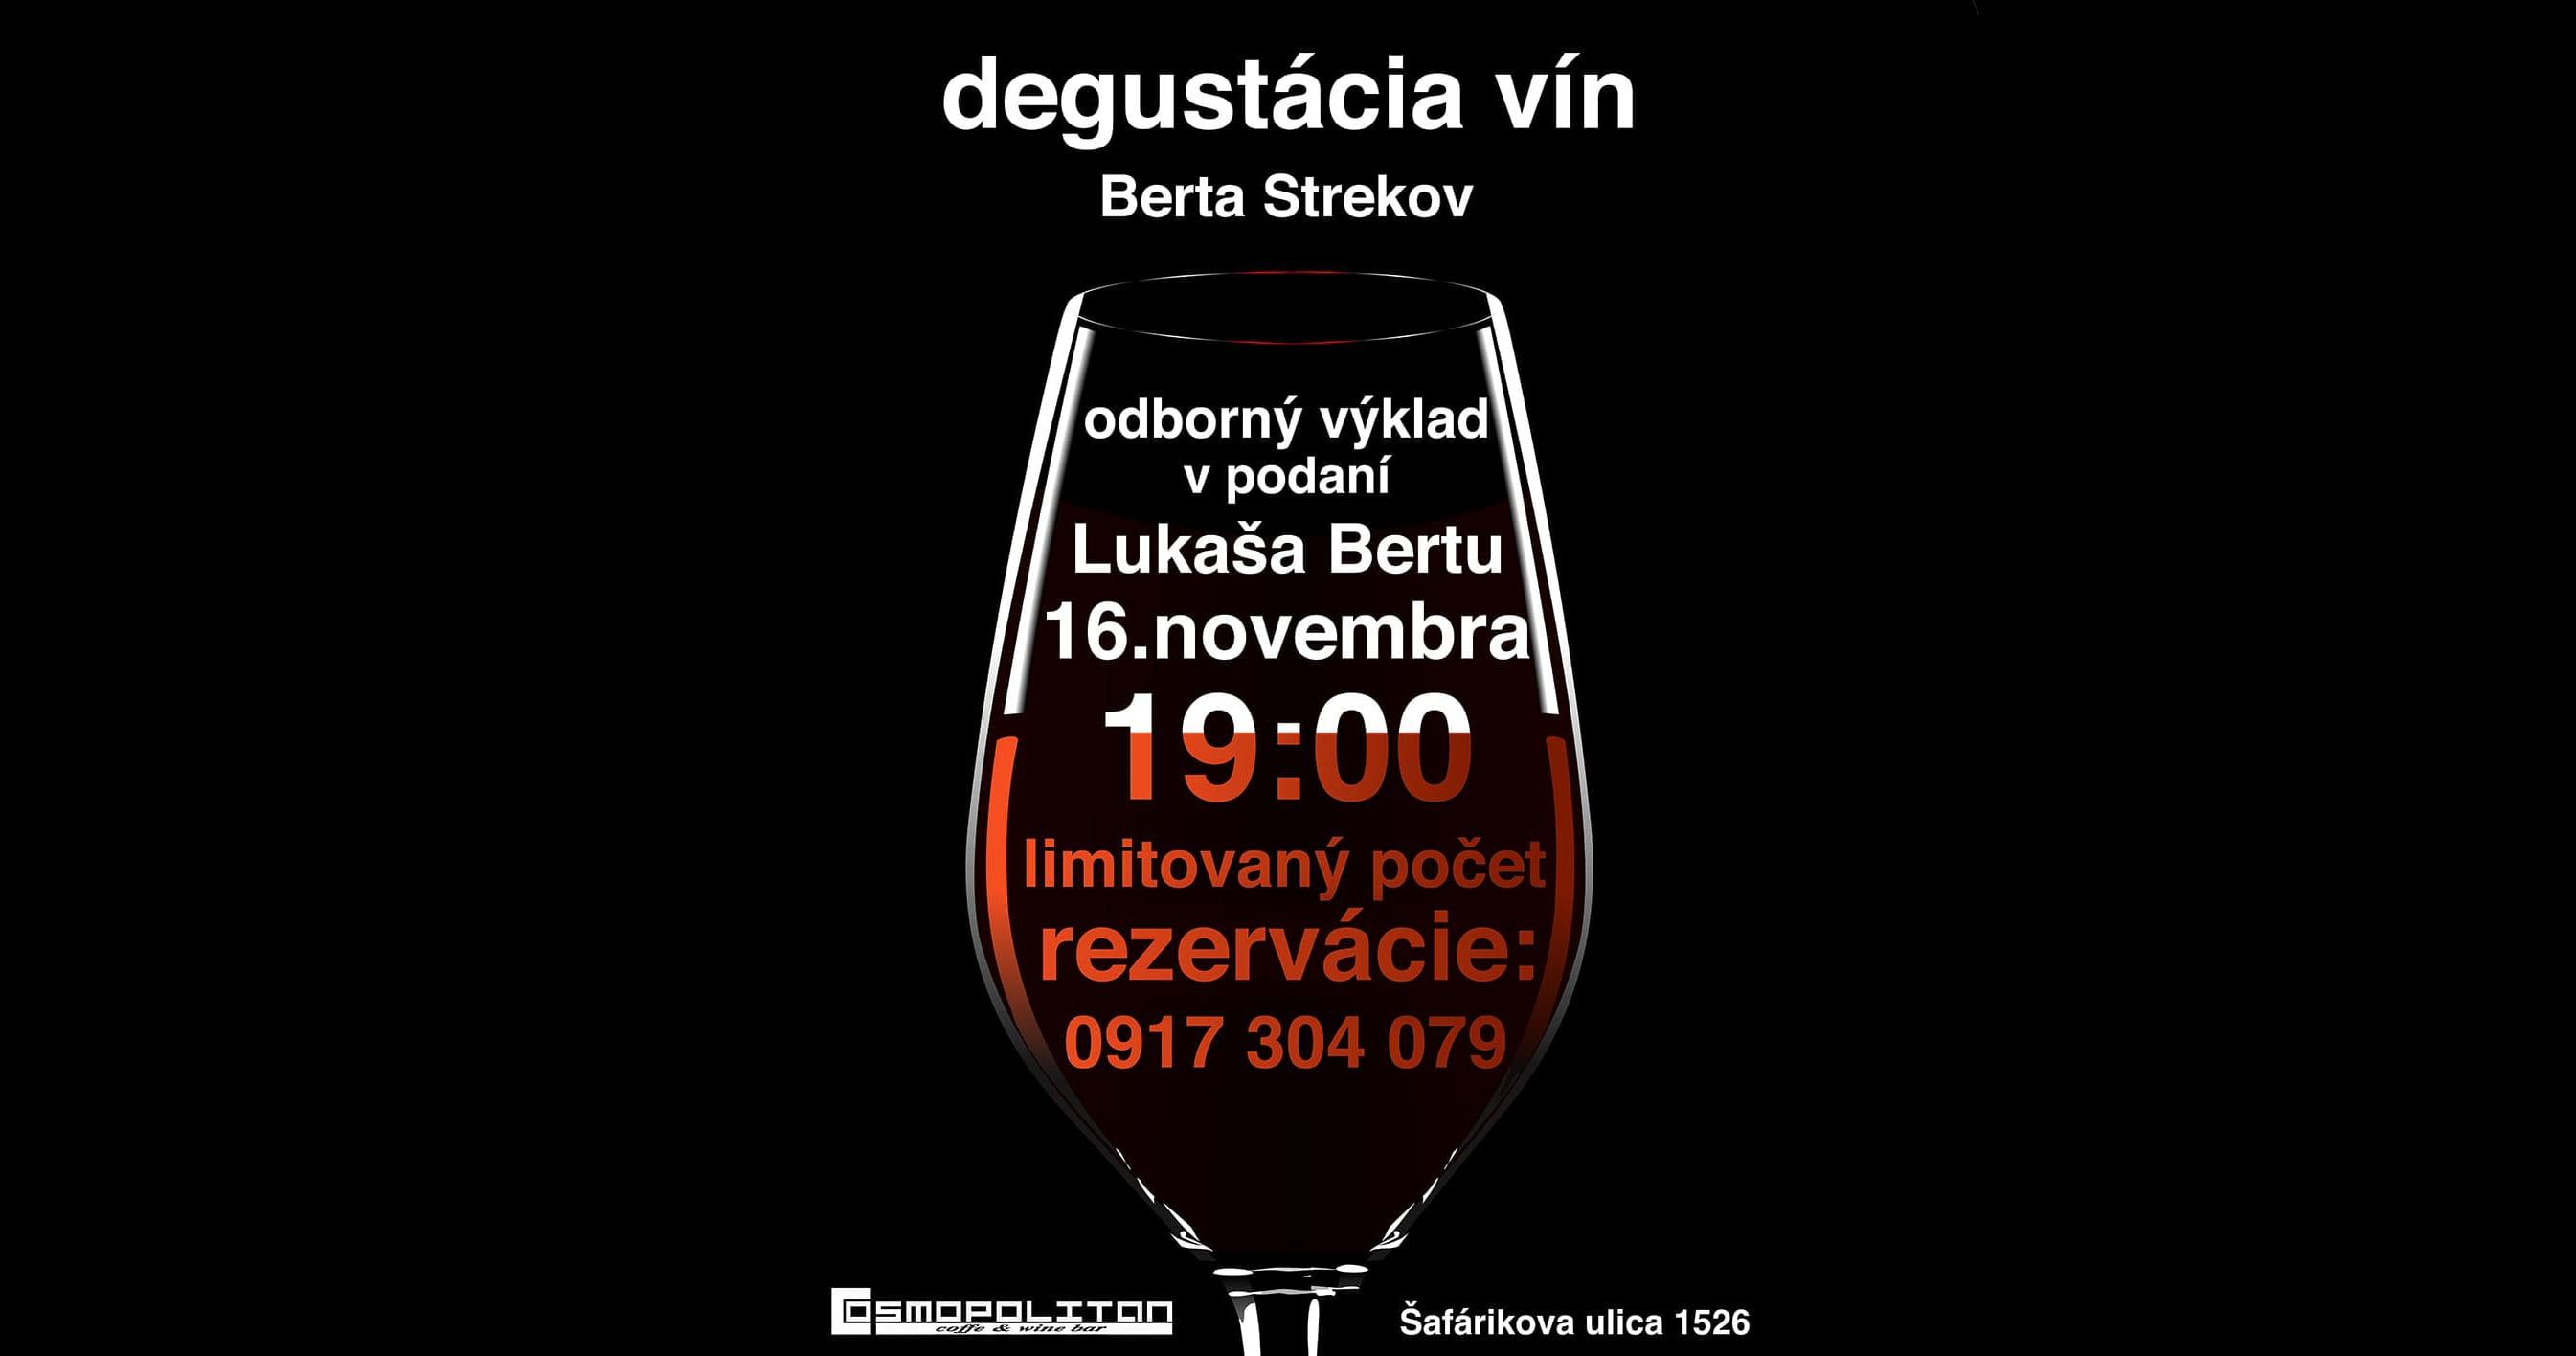 degustácia vín
Berta Strekov
odborný výklad
v podaní
Lukaša Bertu
16.novembra
19:00
limitovaný počet
rezervácie:
0917 304 079
Cosmopolitan
coffe & wine bar
Šafárikova ulica 1526